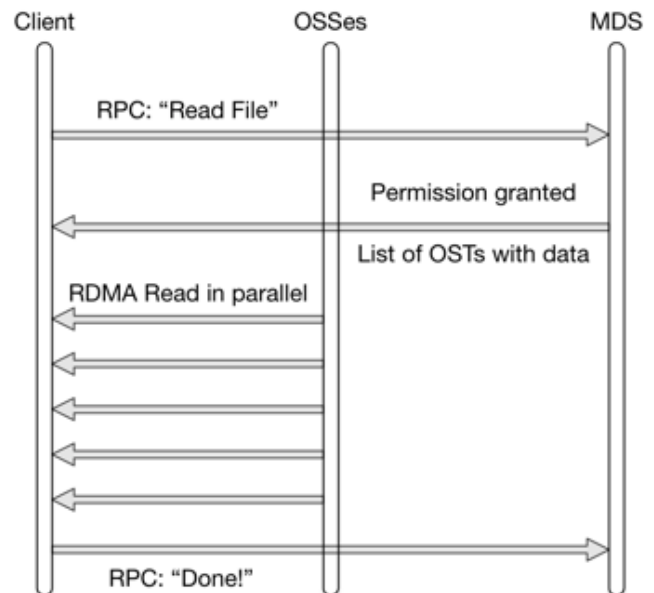 Client
OSSes
MDS
RPC: “Read File”
Permission granted
List of OSTs with data
RDMA Read in parallel
RPC: “Done!”